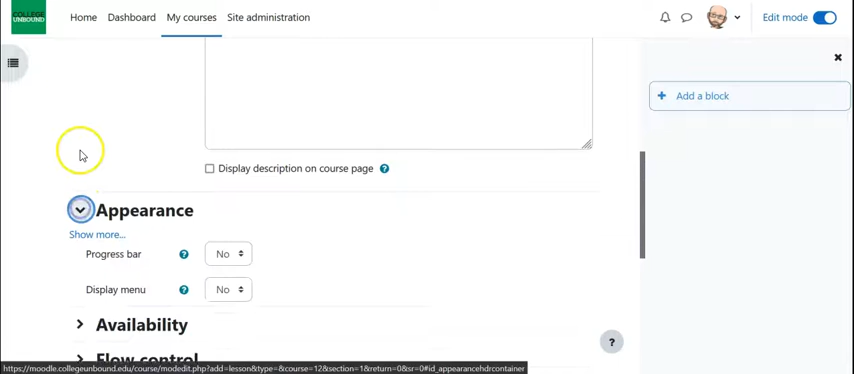 COLLEGE
UNBOUND
Home Dashboard My courses Site administration Edit mode
+ Add a block
Display description on course page ?
Appearance
Show more...
Progress bar ? No
Display menu ? No
Availability
Flow control
?
https://moodle.collegeunbound.edu/course/modedit.php?add=lesson&type=&course=12&section=1&return=0&sr=0#id_appearancehdrcontainer